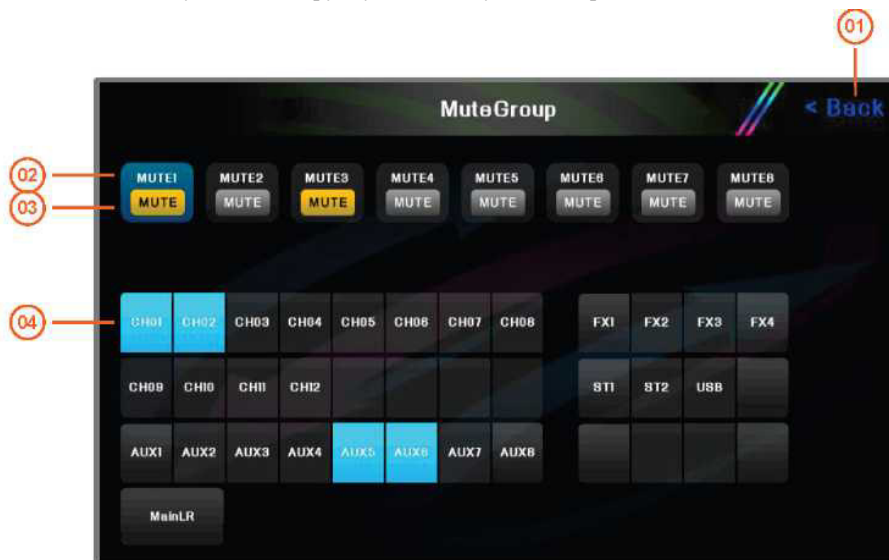 01
MuteGroup
< Back
02
MUTE1 MUTE2 MUTE3 MUTE4 MUTE5 MUTE6 MUTE7 MUTE8
03
MUTE MUTE MUTE MUTE MUTE MUTE MUTE MUTE
04
CH01 CH02 CH03 CH04 CH05 CH06 CH07 CH08 FX1 FX2 FX3 FX4
CH09 CH10 CH11 CH12 ST1 ST2 USB
AUX1 AUX2 AUX3 AUX4 AUX5 AUX6 AUX7 AUX8
MainLR